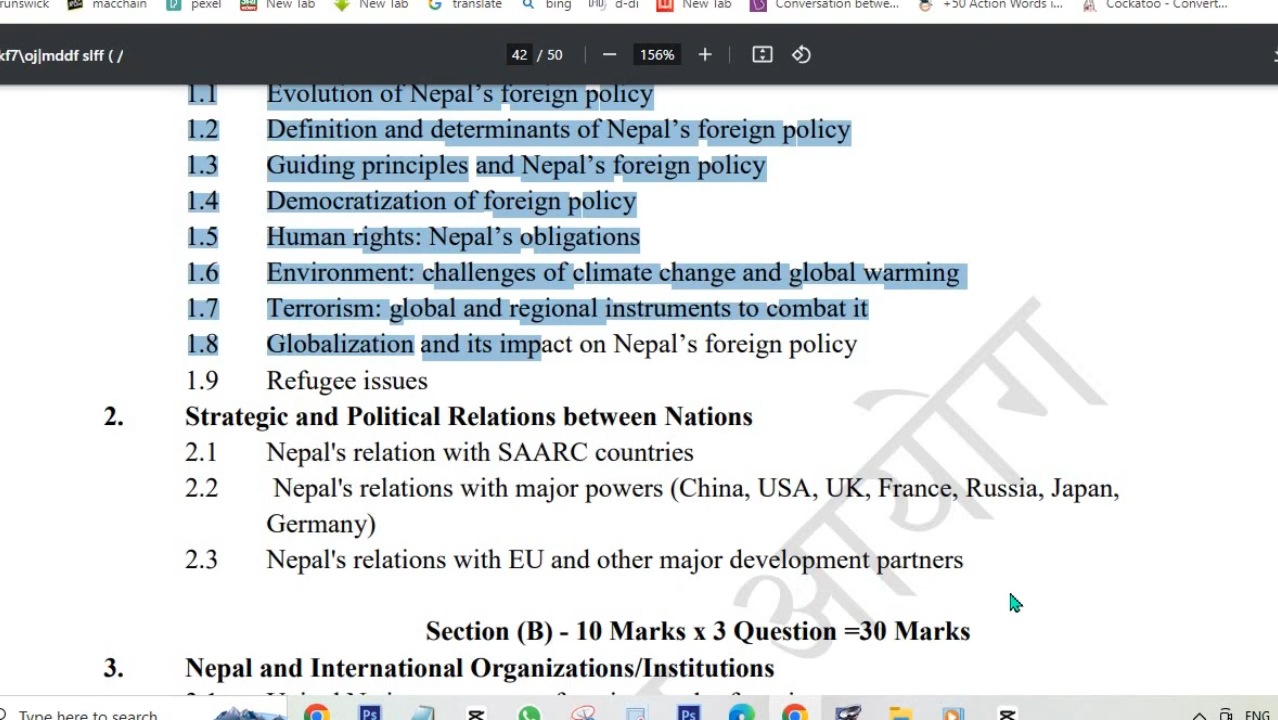 runswick macchain pexel New Tab New Tab translate bing d-di New Tab Conversation betwe... +50 Action Words i... Cockatoo - Convert...
kf7\oj|mddf slff ( / 42 / 50 156%
1.1 Evolution of Nepal’s foreign policy
1.2 Definition and determinants of Nepal’s foreign policy
1.3 Guiding principles and Nepal’s foreign policy
1.4 Democratization of foreign policy
1.5 Human rights: Nepal’s obligations
1.6 Environment: challenges of climate change and global warming
1.7 Terrorism: global and regional instruments to combat it
1.8 Globalization and its impact on Nepal’s foreign policy
1.9 Refugee issues
2. Strategic and Political Relations between Nations
2.1 Nepal's relation with SAARC countries
2.2 Nepal's relations with major powers (China, USA, UK, France, Russia, Japan,
Germany)
2.3 Nepal's relations with EU and other major development partners
आयोग
Section (B) - 10 Marks x 3 Question =30 Marks
3. Nepal and International Organizations/Institutions
Type here to search ENG